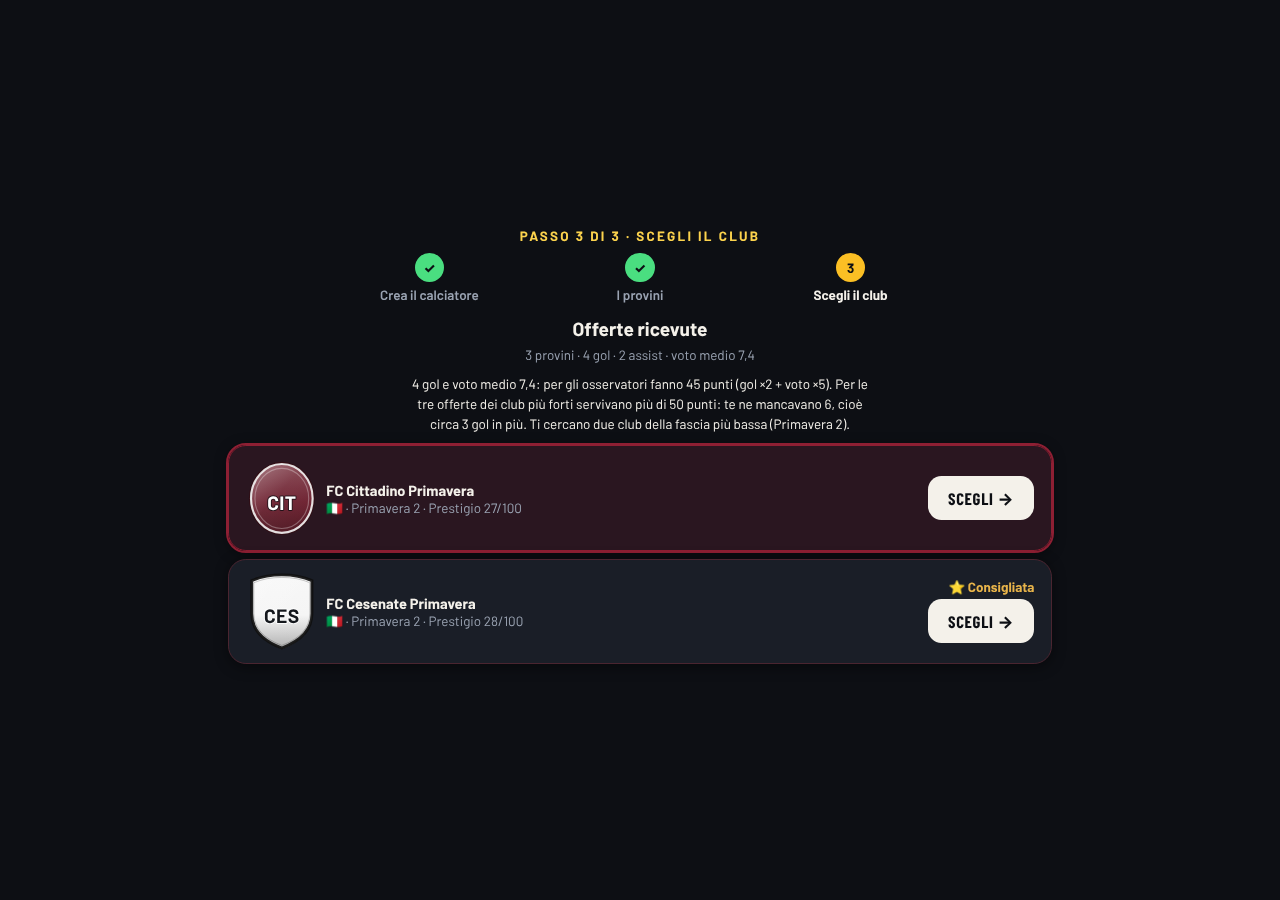 PASSO 3 DI 3 · SCEGLI IL CLUB
3
Crea il calciatore
I provini
Scegli il club
Offerte ricevute
3 provini · 4 gol · 2 assist · voto medio 7,4
4 gol e voto medio 7,4: per gli osservatori fanno 45 punti (gol ×2 + voto ×5). Per le
tre offerte dei club più forti servivano più di 50 punti: te ne mancavano 6, cioè
circa 3 gol in più. Ti cercano due club della fascia più bassa (Primavera 2).
CIT
FC Cittadino Primavera
· Primavera 2 · Prestigio 27/100
SCEGLI →
CES
FC Cesenate Primavera
· Primavera 2 · Prestigio 28/100
Consigliata
SCEGLI →